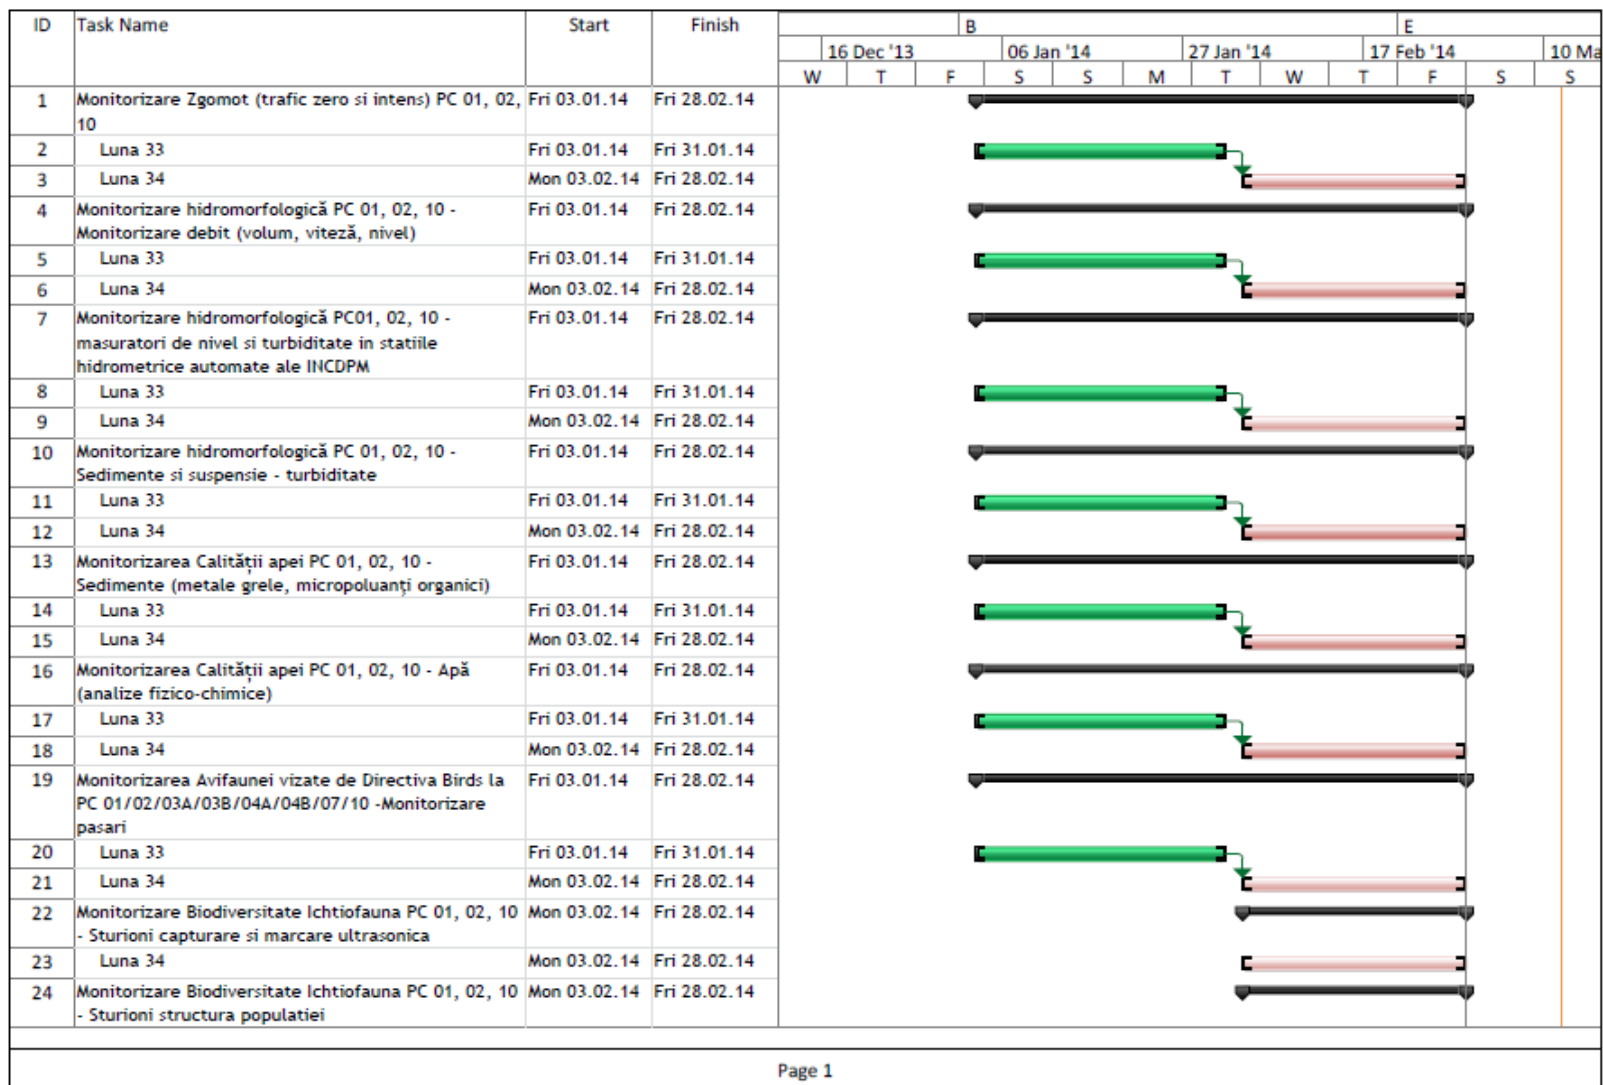 ID Task Name Start Finish
B E
16 Dec '13 06 Jan '14 27 Jan '14 17 Feb '14 10 Ma
W T F S S M T W T F S S
1 Monitorizare Zgomot (trafic zero si intens) PC 01, 02, Fri 03.01.14 Fri 28.02.14
10
2 Luna 33 Fri 03.01.14 Fri 31.01.14
3 Luna 34 Mon 03.02.14 Fri 28.02.14
4 Monitorizare hidromorfologică PC 01, 02, 10 - Fri 03.01.14 Fri 28.02.14
Monitorizare debit (volum, viteză, nivel)
5 Luna 33 Fri 03.01.14 Fri 31.01.14
6 Luna 34 Mon 03.02.14 Fri 28.02.14
7 Monitorizare hidromorfologică PC01, 02, 10 - Fri 03.01.14 Fri 28.02.14
masuratori de nivel si turbiditate in statiile
hidrometrice automate ale INCDPM
8 Luna 33 Fri 03.01.14 Fri 31.01.14
9 Luna 34 Mon 03.02.14 Fri 28.02.14
10 Monitorizare hidromorfologică PC 01, 02, 10 - Fri 03.01.14 Fri 28.02.14
Sedimente si suspensie - turbiditate
11 Luna 33 Fri 03.01.14 Fri 31.01.14
12 Luna 34 Mon 03.02.14 Fri 28.02.14
13 Monitorizarea Calității apei PC 01, 02, 10 - Fri 03.01.14 Fri 28.02.14
Sedimente (metale grele, micropoluanți organici)
14 Luna 33 Fri 03.01.14 Fri 31.01.14
15 Luna 34 Mon 03.02.14 Fri 28.02.14
16 Monitorizarea Calității apei PC 01, 02, 10 - Apă Fri 03.01.14 Fri 28.02.14
(analize fizico-chimice)
17 Luna 33 Fri 03.01.14 Fri 31.01.14
18 Luna 34 Mon 03.02.14 Fri 28.02.14
19 Monitorizarea Avifaunei vizate de Directiva Birds la Fri 03.01.14 Fri 28.02.14
PC 01/02/03A/03B/04A/04B/07/10 -Monitorizare
pasari
20 Luna 33 Fri 03.01.14 Fri 31.01.14
21 Luna 34 Mon 03.02.14 Fri 28.02.14
22 Monitorizare Biodiversitate Ichtiofauna PC 01, 02, 10 Mon 03.02.14 Fri 28.02.14
- Sturioni capturare si marcare ultrasonica
23 Luna 34 Mon 03.02.14 Fri 28.02.14
24 Monitorizare Biodiversitate Ichtiofauna PC 01, 02, 10 Mon 03.02.14 Fri 28.02.14
- Sturioni structura populatiei
Page 1